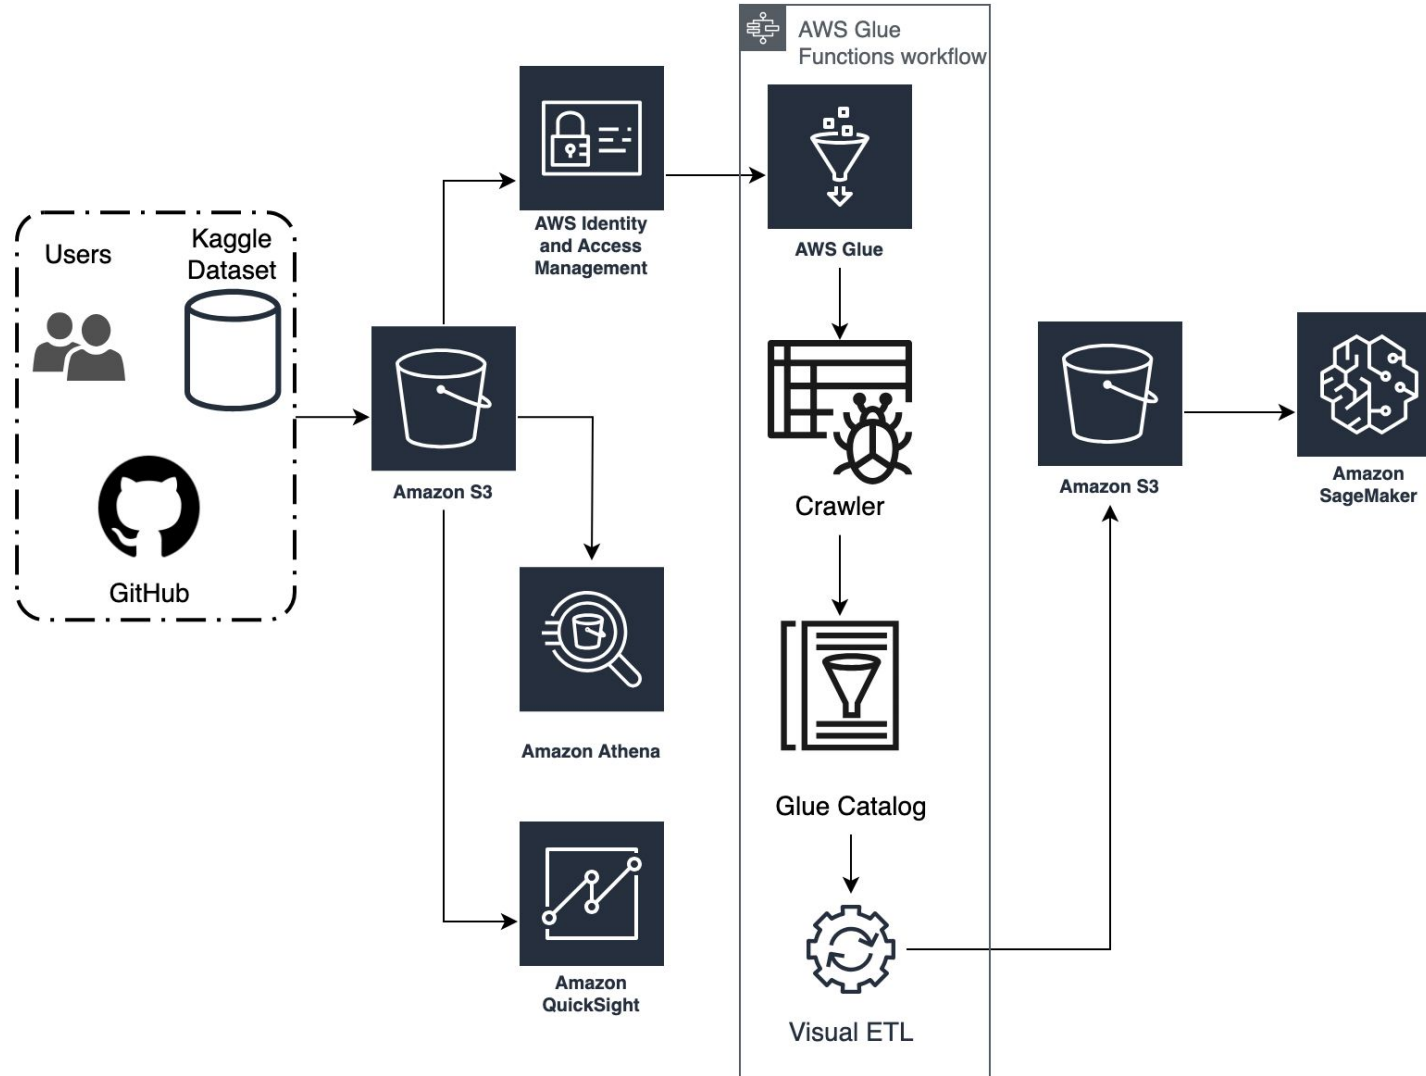 AWS Glue
Functions workflow
AWS Identity
and Access
Management
AWS Glue
Users
Kaggle
Dataset
GitHub
Amazon S3
Crawler
Amazon S3
Amazon
SageMaker
Amazon Athena
Glue Catalog
Amazon
QuickSight
Visual ETL